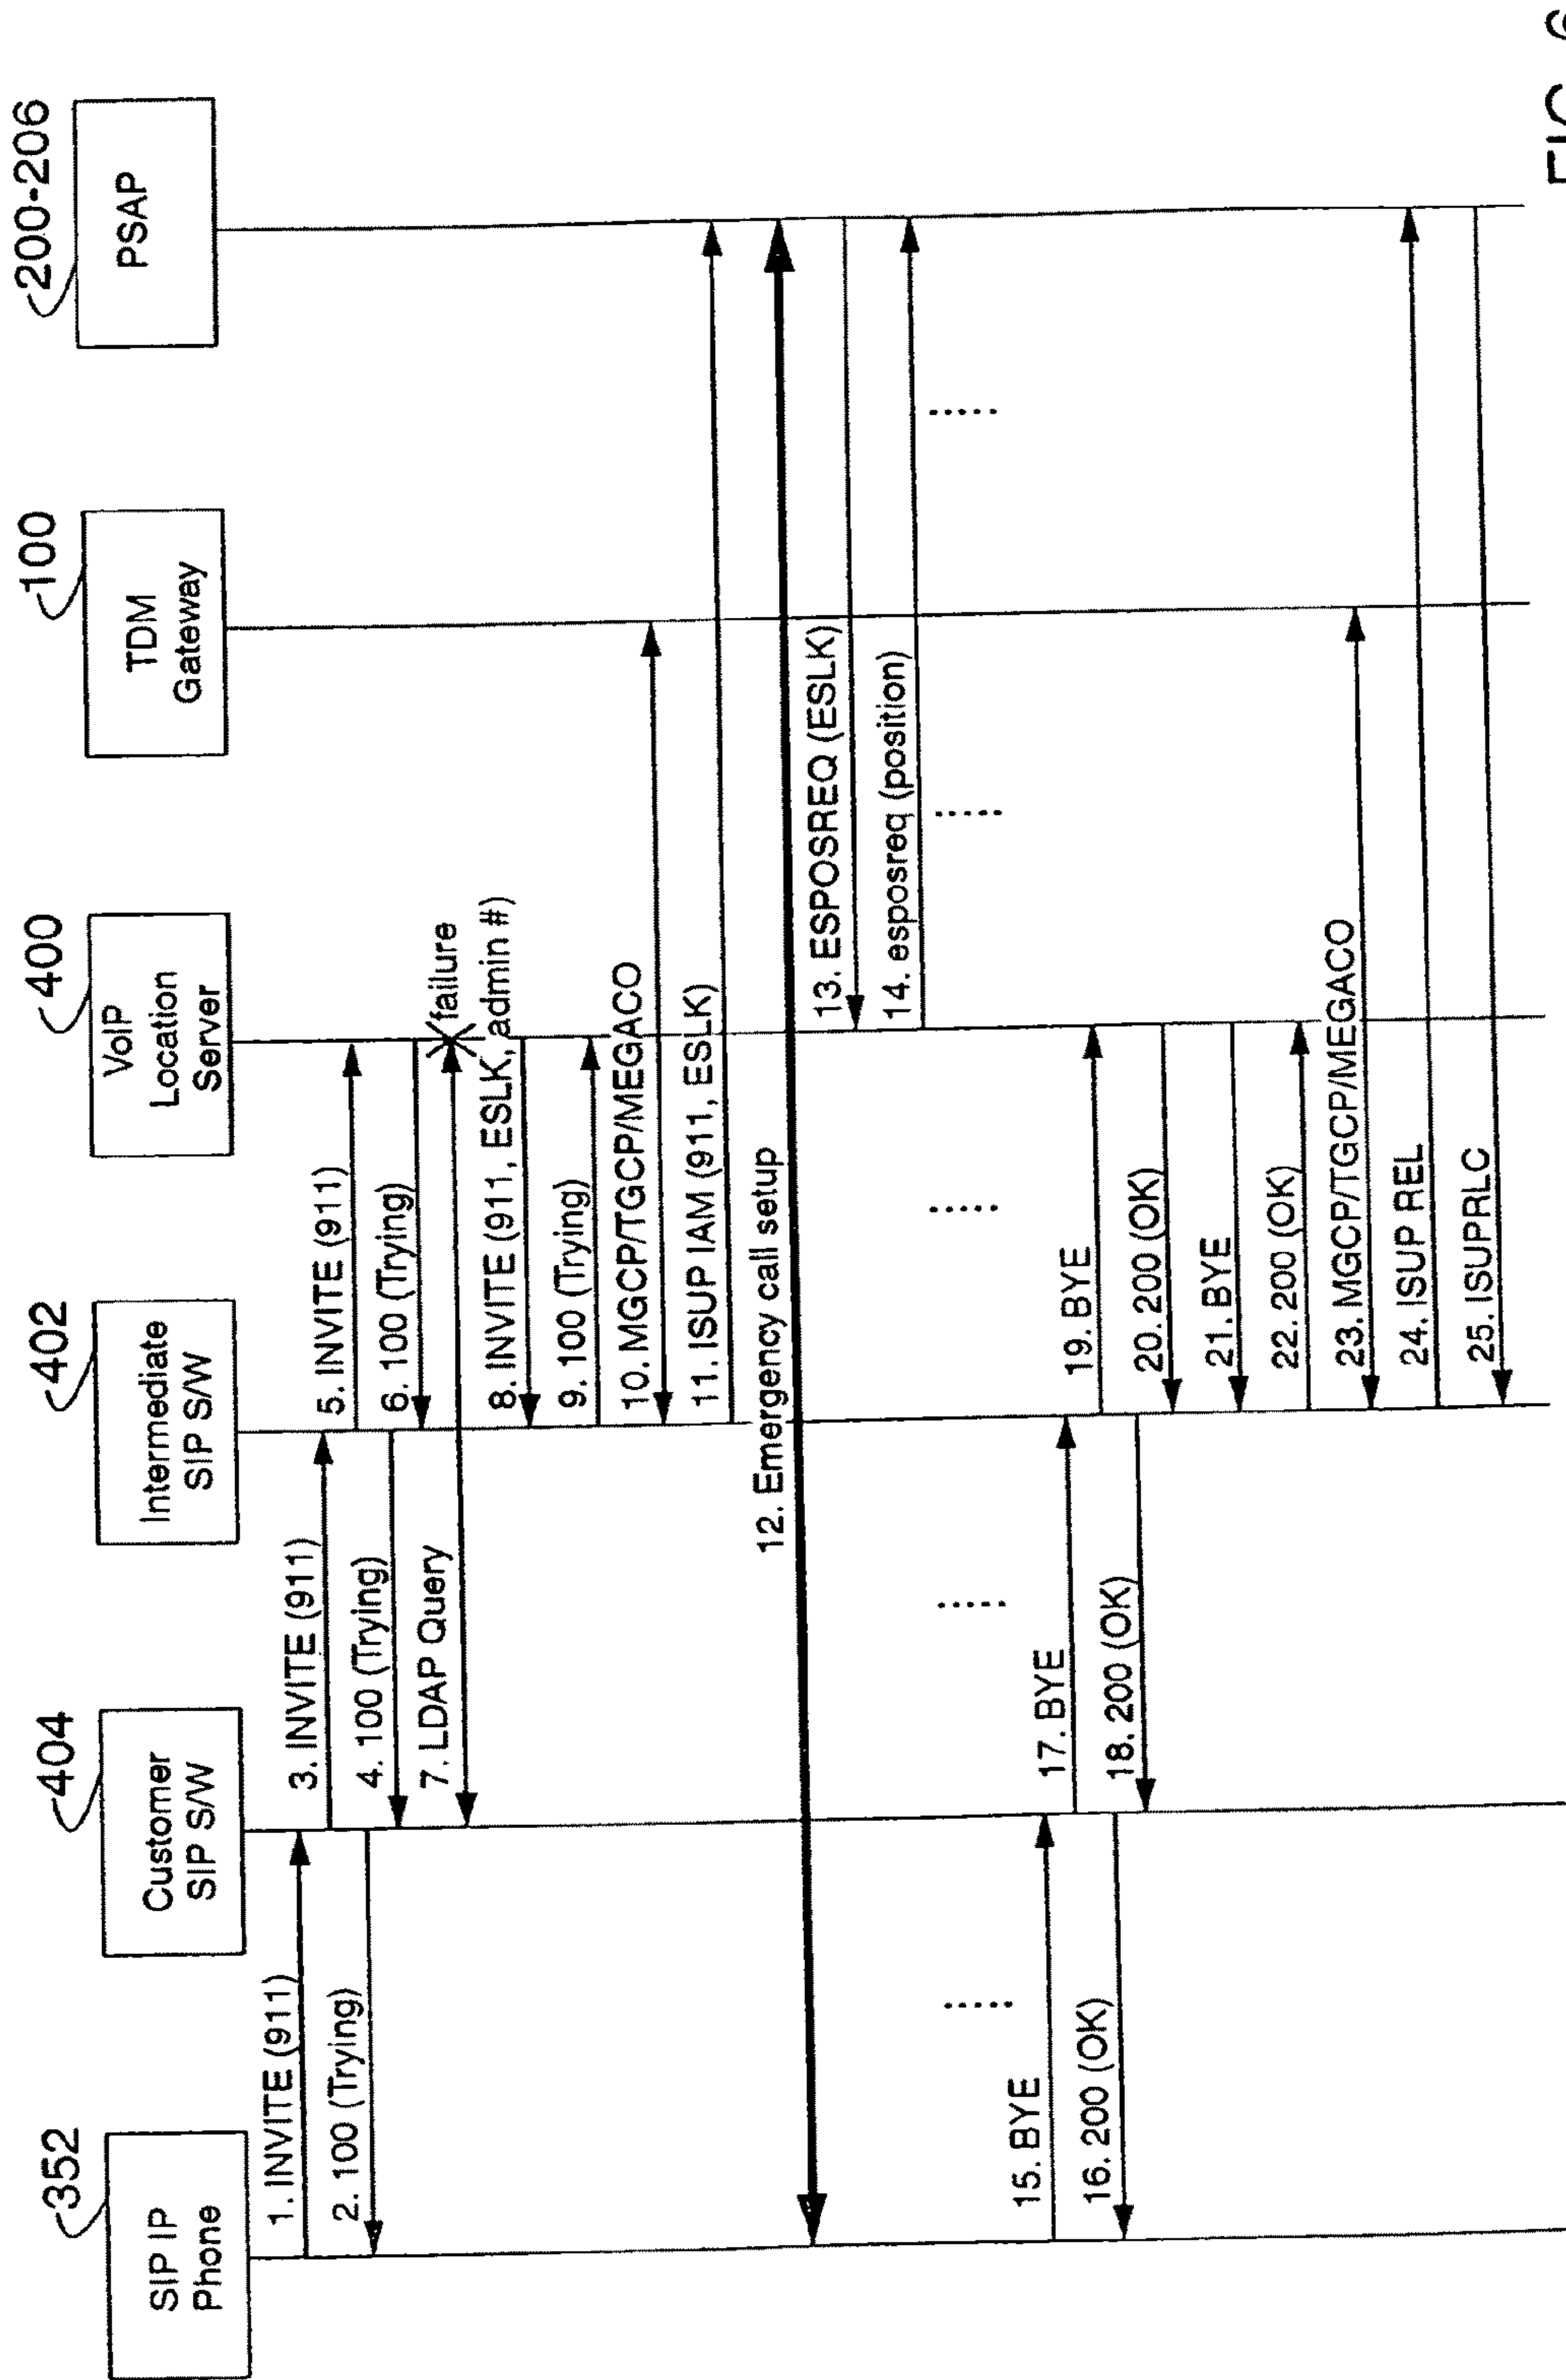 352
SIP IP
Phone
404
Customer
SIP S/W
402
Intermediate
SIP S/W
400
VoIP
Location
Server
100
TDM
Gateway
200-206
PSAP
1. INVITE (911)
2. 100 (Trying)
3. INVITE (911)
4. 100 (Trying)
5. INVITE (911)
6. 100 (Trying)
7. LDAP Query
failure
8. INVITE (911, ESLK, admin #)
9. 100 (Trying)
10. MGCP/TGCP/MEGACO
11. ISUP IAM (911, ESLK)
12. Emergency call setup
13. ESPOSREQ (ESLK)
14. esposreq (position)
15. BYE
16. 200 (OK)
17. BYE
18. 200 (OK)
19. BYE
20. 200 (OK)
21. BYE
22. 200 (OK)
23. MGCP/TGCP/MEGACO
24. ISUP REL
25. ISUPRLC